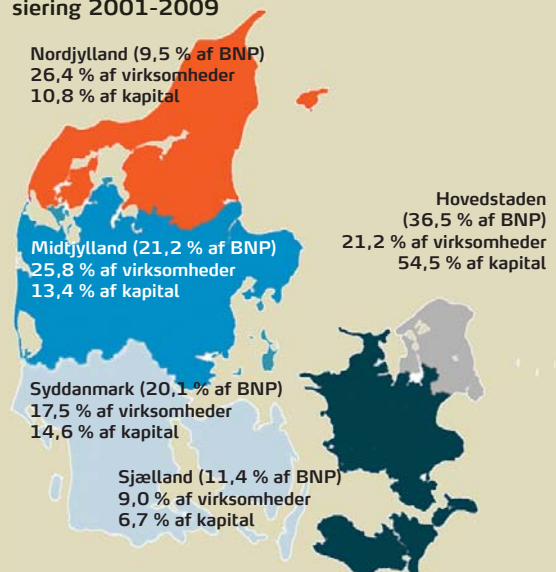 siering 2001-2009
Nordjylland (9,5 % af BNP)
26,4 % af virksomheder
10,8 % af kapital
Hovedstaden
(36,5 % af BNP)
21,2 % af virksomheder
54,5 % af kapital
Midtjylland (21,2 % af BNP)
25,8 % af virksomheder
13,4 % af kapital
Syddanmark (20,1 % af BNP)
17,5 % af virksomheder
14,6 % af kapital
Sjælland (11,4 % af BNP)
9,0 % af virksomheder
6,7 % af kapital